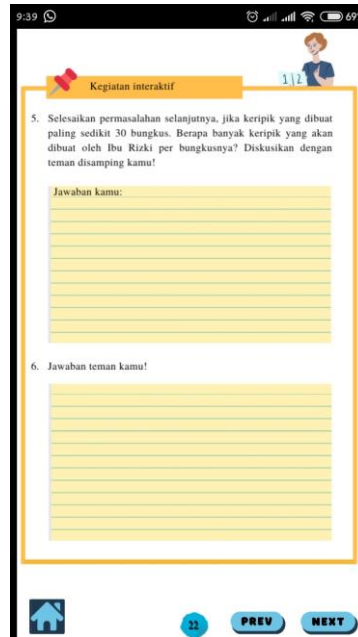 9:39
69
1 | 2
Kegiatan interaktif
5. Selesaikan permasalahan selanjutnya, jika keripik yang dibuat
paling sedikit 30 bungkus. Berapa banyak keripik yang akan
dibuat oleh Ibu Rizki per bungkusnya? Diskusikan dengan
teman disamping kamu!
Jawaban kamu:
6. Jawaban teman kamu!
22
PREV
NEXT